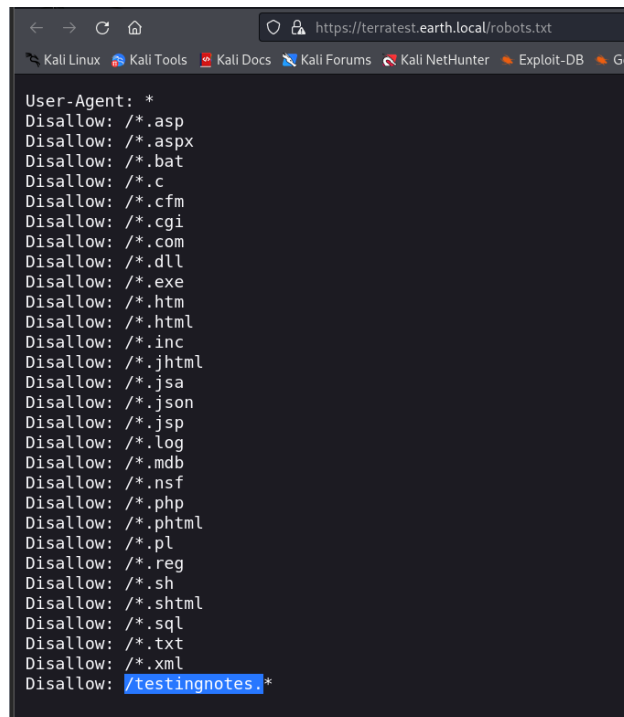 https://terratest.earth.local/robots.txt
Kali Linux Kali Tools Kali Docs Kali Forums Kali NetHunter Exploit-DB
User-Agent: *
Disallow: /*.asp
Disallow: /*.aspx
Disallow: /*.bat
Disallow: /*.c
Disallow: /*.cfm
Disallow: /*.cgi
Disallow: /*.com
Disallow: /*.dll
Disallow: /*.exe
Disallow: /*.htm
Disallow: /*.html
Disallow: /*.inc
Disallow: /*.jhtml
Disallow: /*.jsa
Disallow: /*.json
Disallow: /*.jsp
Disallow: /*.log
Disallow: /*.mdb
Disallow: /*.nsf
Disallow: /*.php
Disallow: /*.phtml
Disallow: /*.pl
Disallow: /*.reg
Disallow: /*.sh
Disallow: /*.shtml
Disallow: /*.sql
Disallow: /*.txt
Disallow: /*.xml
Disallow: /testingnotes.*